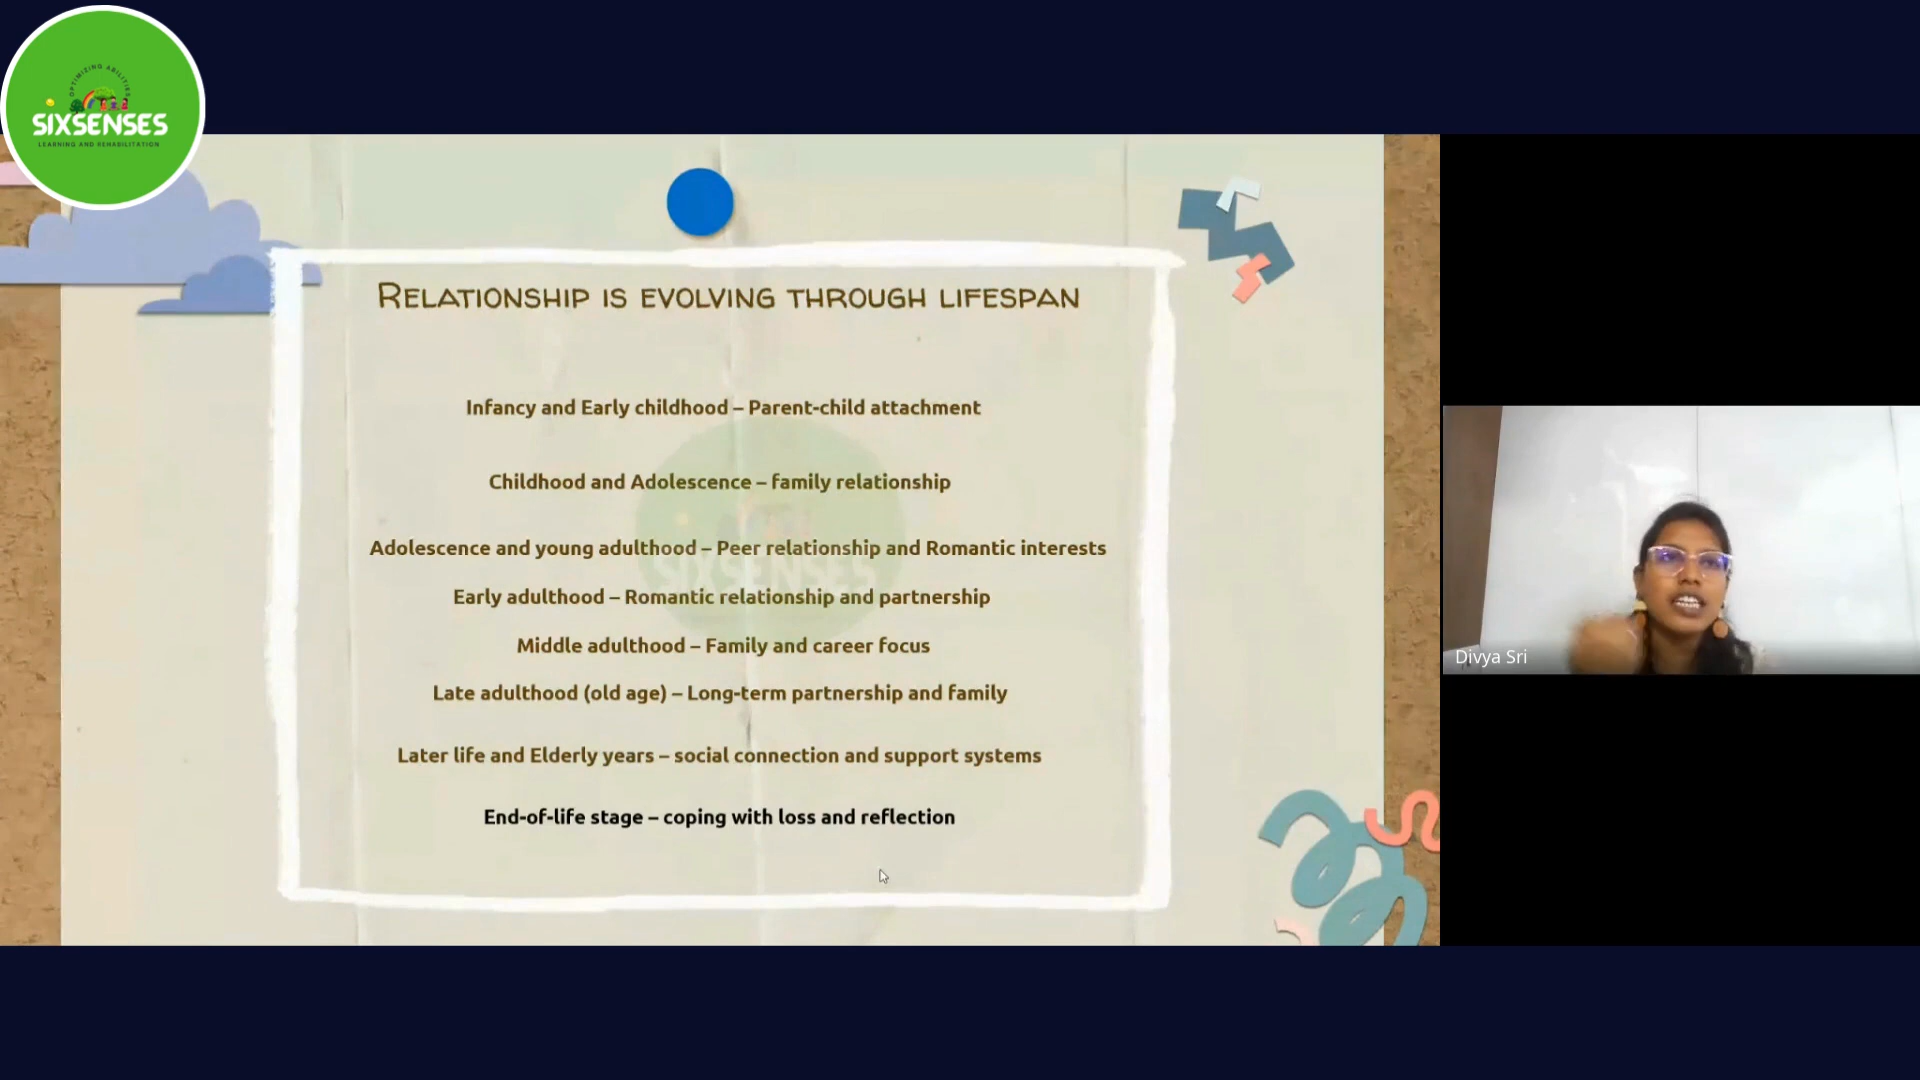 OPTIMIZING ABILITIES
SIXSENSES
LEARNING AND REHABILITATION
RELATIONSHIP IS EVOLVING THROUGH LIFESPAN
Infancy and Early childhood – Parent-child attachment
Childhood and Adolescence – family relationship
Adolescence and young adulthood – Peer relationship and Romantic interests
SIXSENSES
Early adulthood – Romantic relationship and partnership
Middle adulthood – Family and career focus
Late adulthood (old age) – Long-term partnership and family
Later life and Elderly years – social connection and support systems
End-of-life stage – coping with loss and reflection
Divya Sri